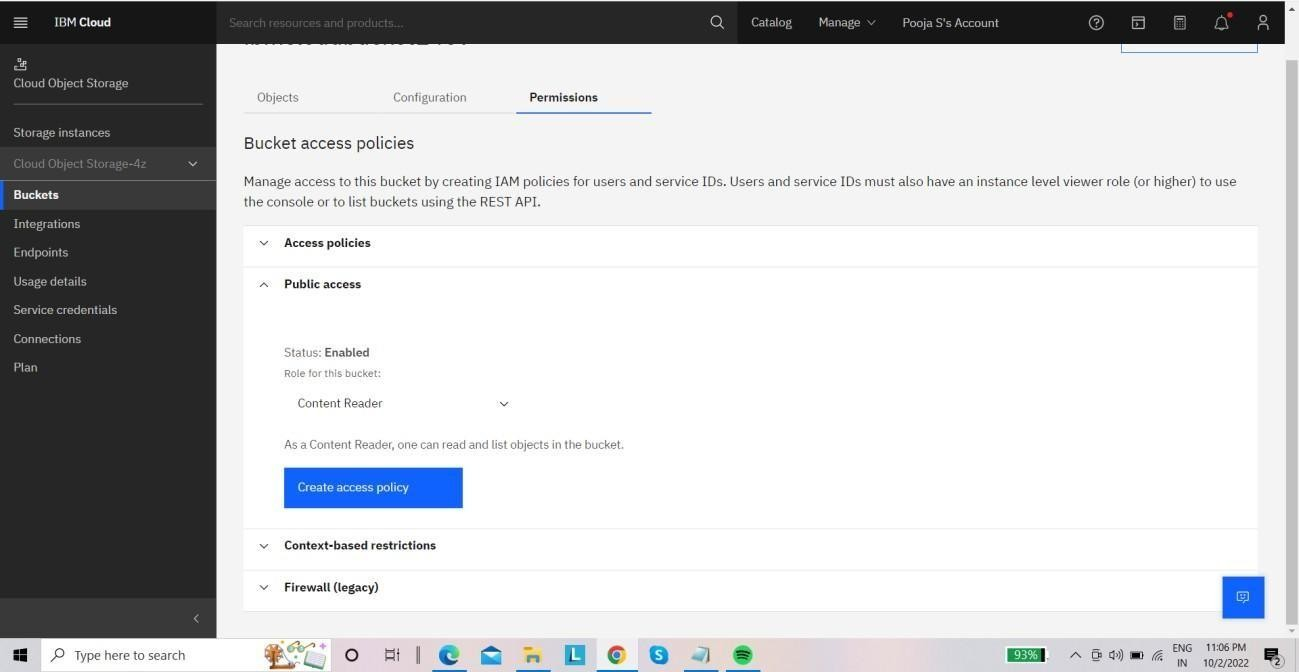 IBM Cloud
Search resources and products...
Catalog
Manage
Pooja S's Account
Cloud Object Storage
Storage instances
Cloud Object Storage-4z
Buckets
Integrations
Endpoints
Usage details
Service credentials
Connections
Plan
Objects
Configuration
Permissions
Bucket access policies
Manage access to this bucket by creating IAM policies for users and service IDs. Users and service IDs must also have an instance level viewer role (or higher) to use
the console or to list buckets using the REST API.
Access policies
Public access
Status: Enabled
Role for this bucket:
Content Reader
As a Content Reader, one can read and list objects in the bucket.
Create access policy
Context-based restrictions
Firewall (legacy)
Type here to search
L
S
93%
ENG
IN
11:06 PM
10/2/2022
2